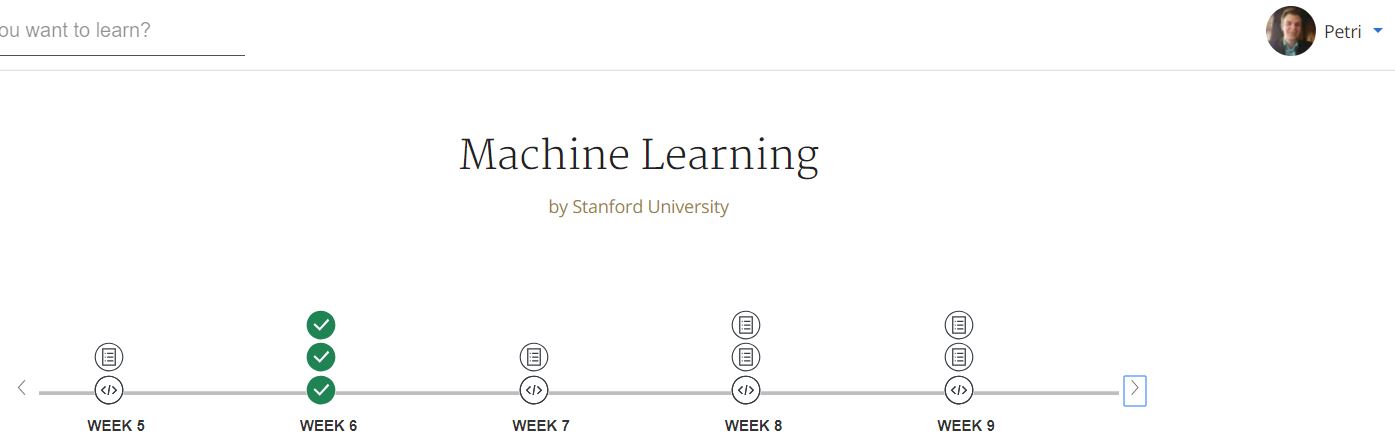 ou want to learn?
Petri
Machine Learning
by Stanford University
WEEK 5
WEEK 6
WEEK 7
WEEK 8
WEEK 9